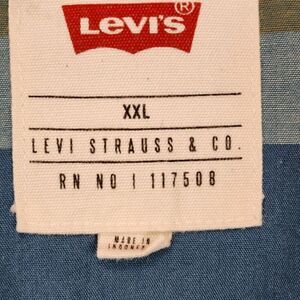 LEVI'S®
XXL
LEVI STRAUSS & CO.
RN NO | 117508
MADE IN